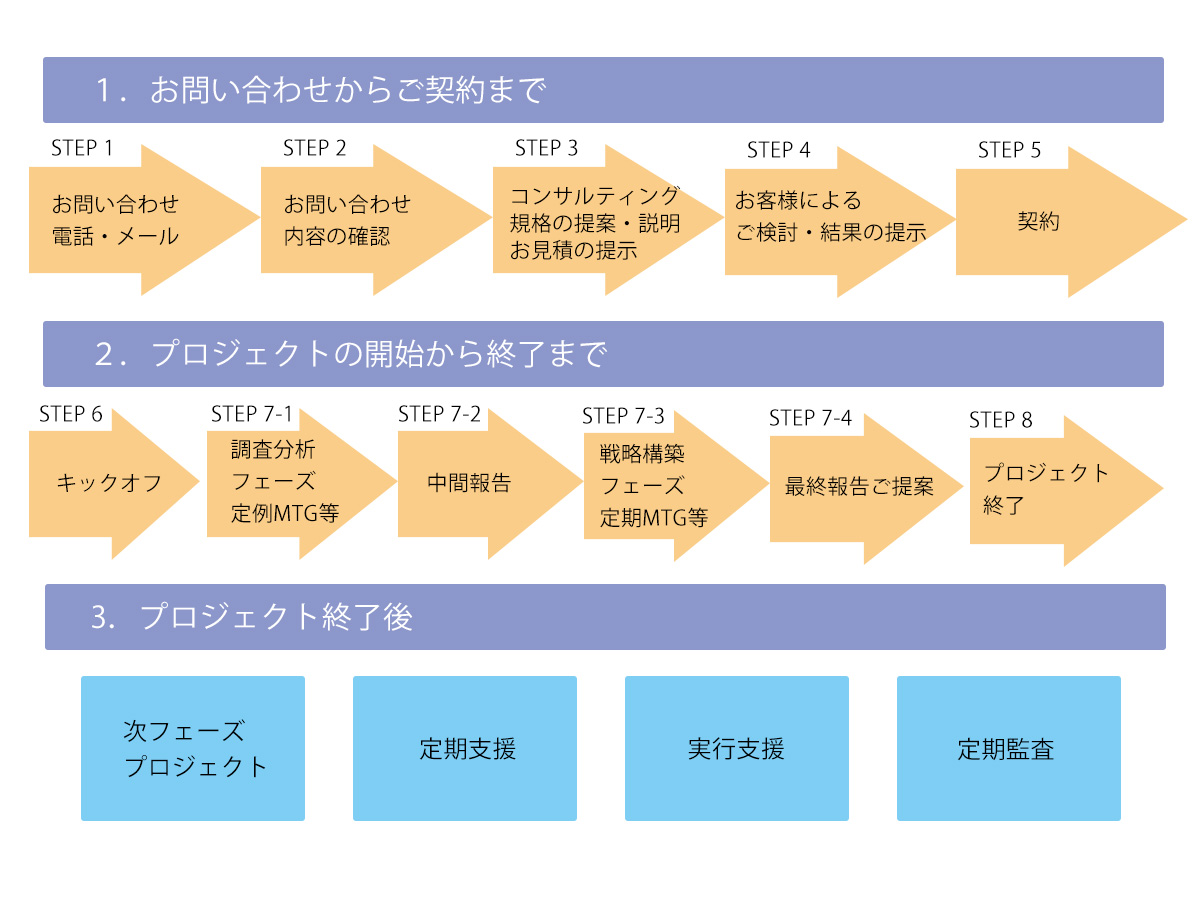 １．お問い合わせからご契約まで
STEP 1
お問い合わせ
電話・メール
STEP 2
お問い合わせ
内容の確認
STEP 3
コンサルティング
規格の提案・説明
お見積の提示
STEP 4
お客様による
ご検討・結果の提示
STEP 5
契約
２．プロジェクトの開始から終了まで
STEP 6
キックオフ
STEP 7-1
調査分析
フェーズ
定例MTG等
STEP 7-2
中間報告
STEP 7-3
戦略構築
フェーズ
定期MTG等
STEP 7-4
最終報告ご提案
STEP 8
プロジェクト
終了
3．プロジェクト終了後
次フェーズ
プロジェクト
定期支援
実行支援
定期監査